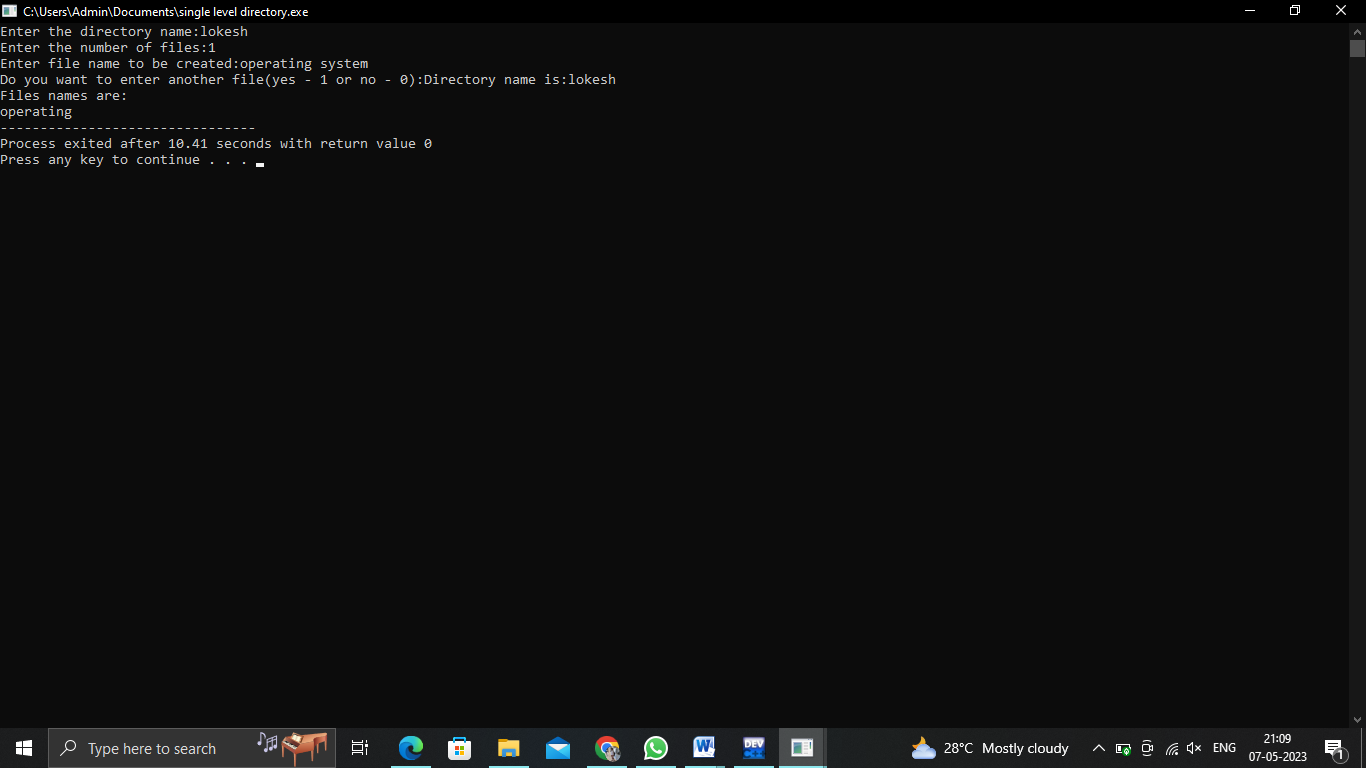 C:\Users\Admin\Documents\single level directory.exe
Enter the directory name:lokesh
Enter the number of files:1
Enter file name to be created:operating system
Do you want to enter another file(yes - 1 or no - 0):Directory name is:lokesh
Files names are:
operating
--------------------------------
Process exited after 10.41 seconds with return value 0
Press any key to continue . . .
Type here to search
W
DEV
28°C Mostly cloudy
ENG
21:09
07-05-2023
1